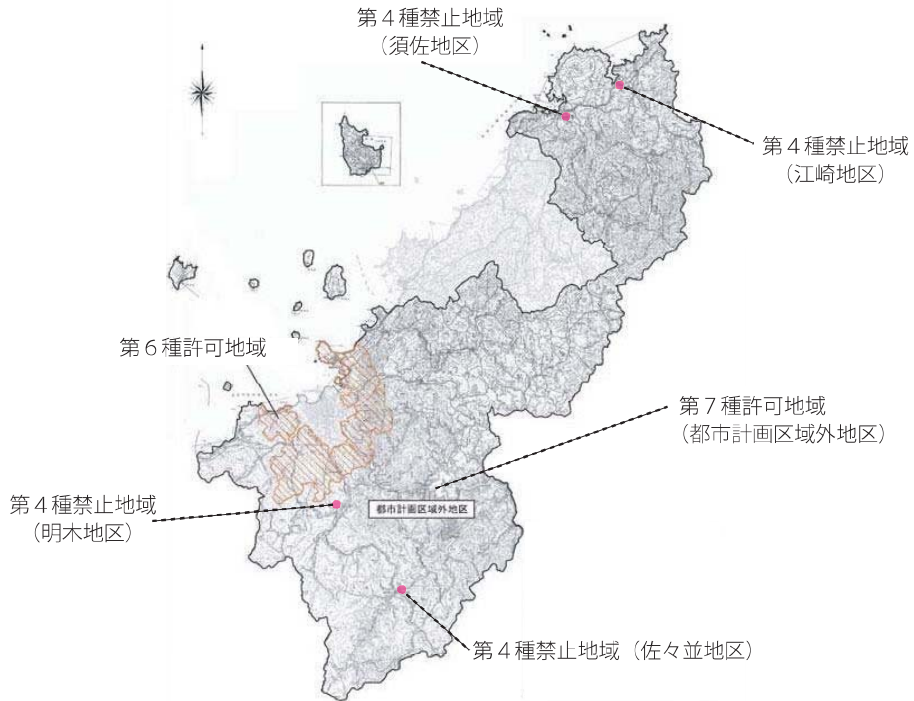 第４種禁止地域
（須佐地区）
第４種禁止地域
（江崎地区）
第６種許可地域
第７種許可地域
（都市計画区域外地区）
第４種禁止地域
（明木地区）
都市計画区域外地区
第４種禁止地域（佐々並地区）